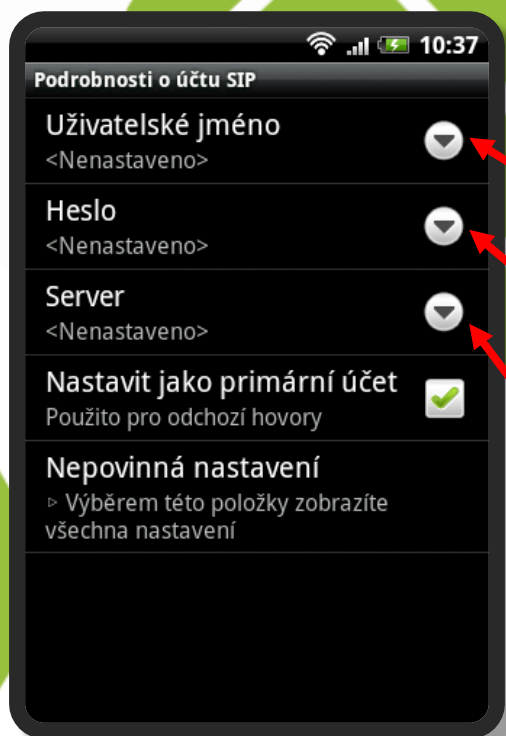 10:37
Podrobnosti o účtu SIP
Uživatelské jméno
<Nenastaveno>
Heslo
<Nenastaveno>
Server
<Nenastaveno>
Nastavit jako primární účet
Použito pro odchozí hovory
Nepovinná nastavení
▹ Výběrem této položky zobrazíte
všechna nastavení